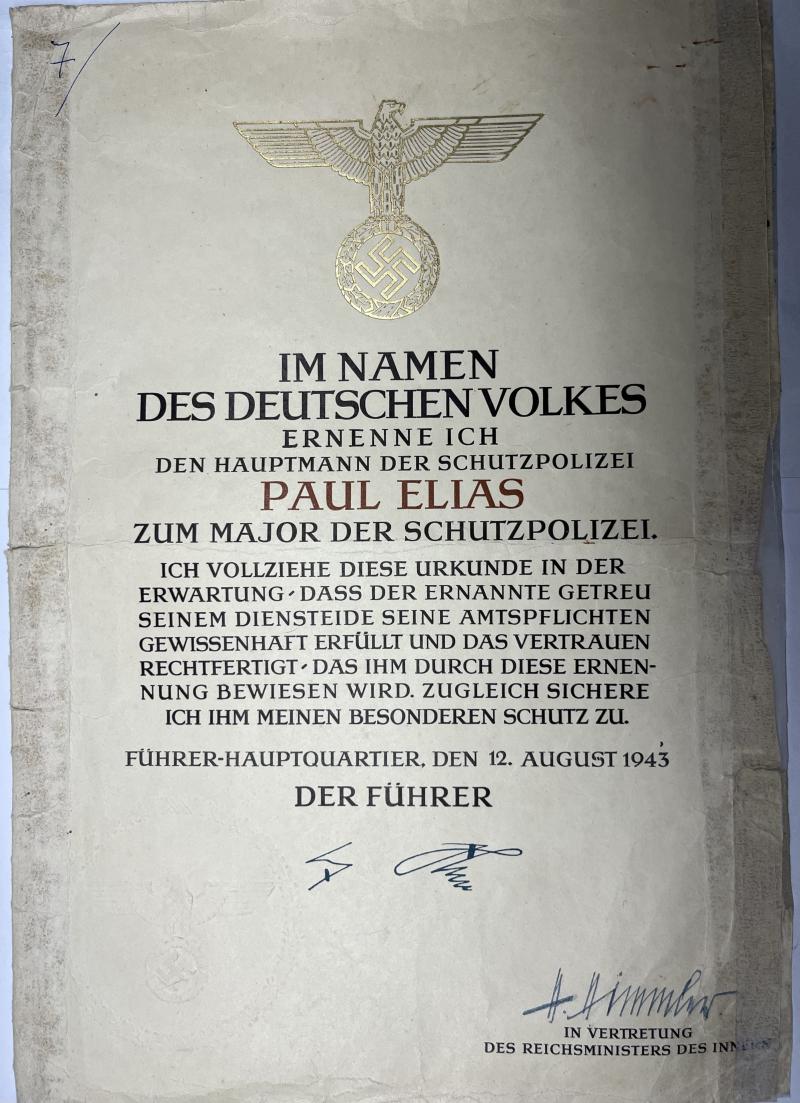 7/
IM NAMEN
DES DEUTSCHEN VOLKES
ERNENNE ICH
DEN HAUPTMANN DER SCHUTZPOLIZEI
PAUL ELIAS
ZUM MAJOR DER SCHUTZPOLIZEI.
ICH VOLLZIEHE DIESE URKUNDE IN DER
ERWARTUNG, DASS DER ERNANNTE GETREU
SEINEM DIENSTEIDE SEINE AMTSPFLICHTEN
GEWISSENHAFT ERFÜLLT UND DAS VERTRAUEN
RECHTFERTIGT, DAS IHM DURCH DIESE ERNEN-
NUNG BEWIESEN WIRD. ZUGLEICH SICHERE
ICH IHM MEINEN BESONDEREN SCHUTZ ZU.
FÜHRER-HAUPTQUARTIER, DEN 12. AUGUST 1943
DER FÜHRER
H. Himmler
IN VERTRETUNG
DES REICHSMINISTERS DES INNERN